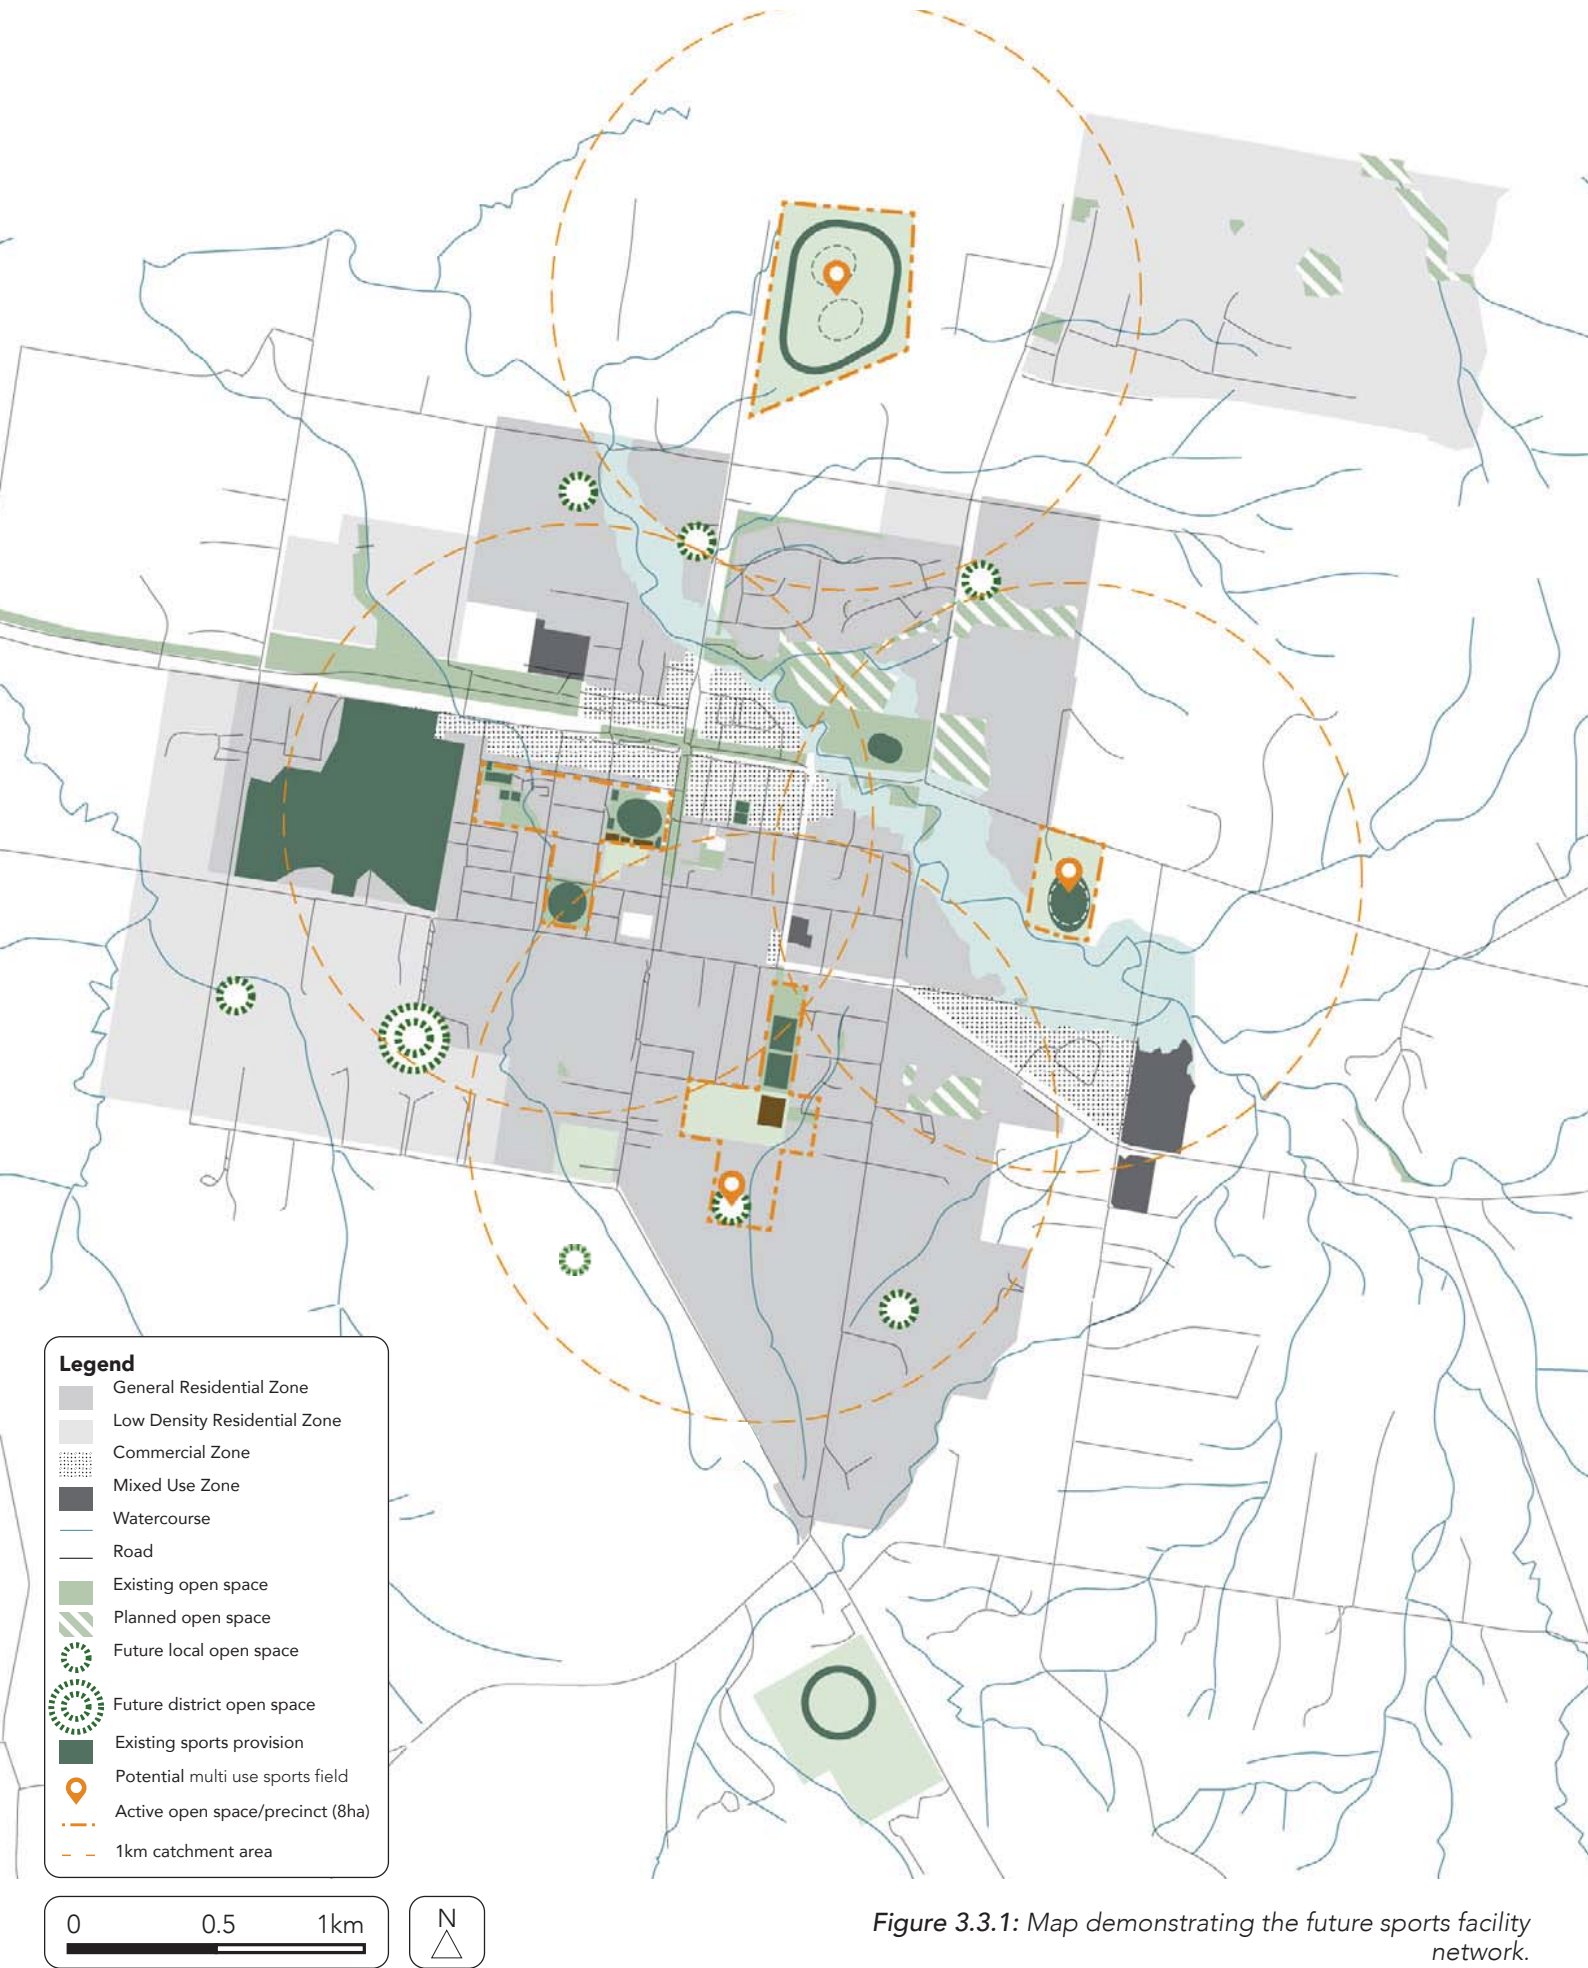 Legend
General Residential Zone
Low Density Residential Zone
Commercial Zone
Mixed Use Zone
Watercourse
Road
Existing open space
Planned open space
Future local open space
Future district open space
Existing sports provision
Potential multi use sports field
Active open space/precinct (8ha)
1km catchment area
0 0.5 1km
N
Figure 3.3.1: Map demonstrating the future sports facility
network.